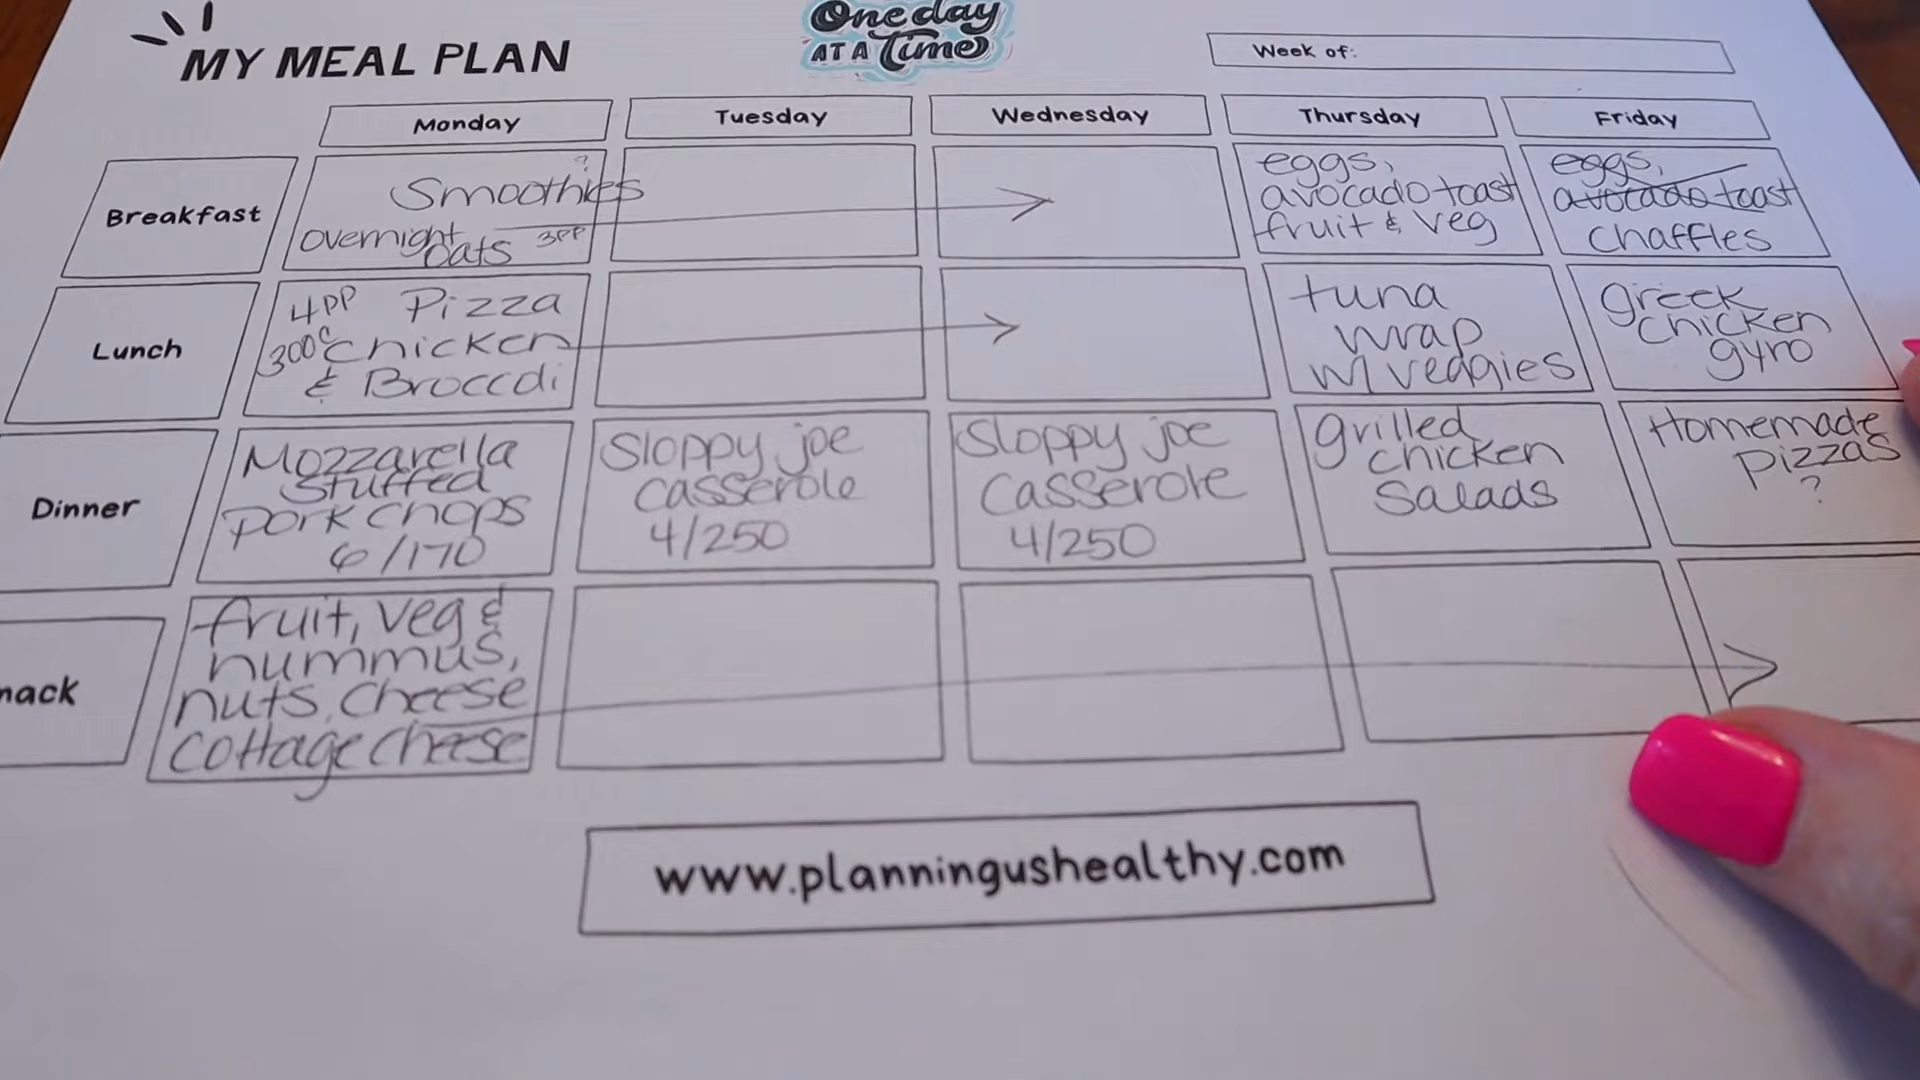 One day
AT A Time
MY MEAL PLAN
Week of:
Monday
Tuesday
Wednesday
Thursday
Friday
Breakfast
?
Smoothies
overnight
oats 3PP
eggs,
avocado toast
fruit & veg
eggs,
avocado toast
chaffles
Lunch
4PP Pizza
300c chicken
& Broccoli
tuna
wrap
w/ veggies
greek
chicken
gyro
Dinner
Mozzarella
Stuffed
pork chops
6/170
Sloppy joe
casserole
4/250
Sloppy joe
Casserole
4/250
grilled
chicken
Salads
Homemade
pizzas
?
nack
fruit, veg &
hummus,
nuts, cheese
cottage cheese
www.planningushealthy.com